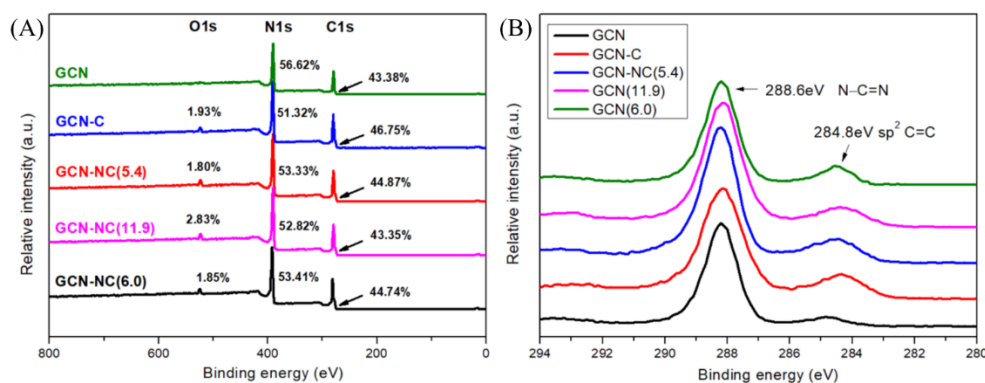 (A)
O1s N1s C1s
GCN
56.62%
43.38%
GCN-C
1.93%
51.32%
46.75%
GCN-NC(5.4)
1.80%
53.33%
44.87%
GCN-NC(11.9)
2.83%
52.82%
43.35%
GCN-NC(6.0)
1.85%
53.41%
44.74%
Relative intensity (a.u.)
800 600 400 200 0
Binding energy (eV)
(B)
GCN
GCN-C
GCN-NC(5.4)
GCN(11.9)
GCN(6.0)
288.6eV N–C=N
284.8eV sp² C=C
Relative intensity (a.u.)
294 292 290 288 286 284 282 280
Binding energy (eV)